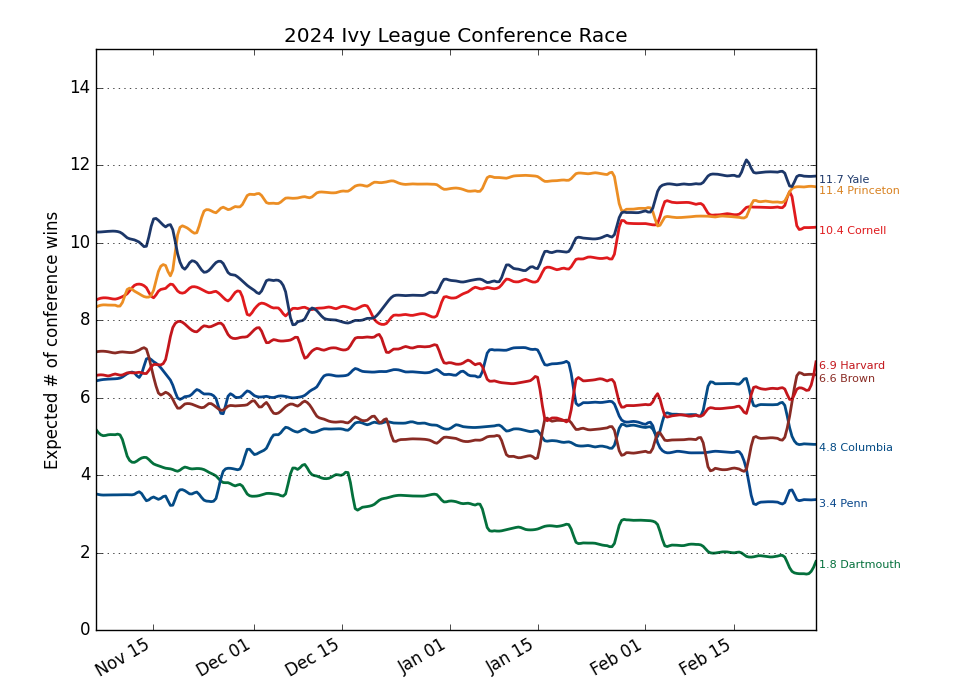 2024 Ivy League Conference Race
Expected # of conference wins
14
12
10
8
6
4
2
0
Nov 15
Dec 01
Dec 15
Jan 01
Jan 15
Feb 01
Feb 15
11.7 Yale
11.4 Princeton
10.4 Cornell
6.9 Harvard
6.6 Brown
4.8 Columbia
3.4 Penn
1.8 Dartmouth